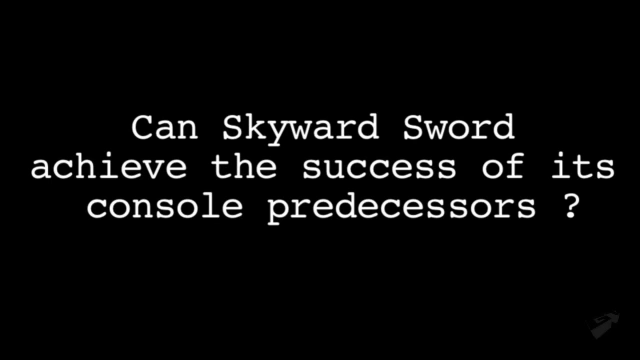 Can Skyward Sword
achieve the success of its
console predecessors ?